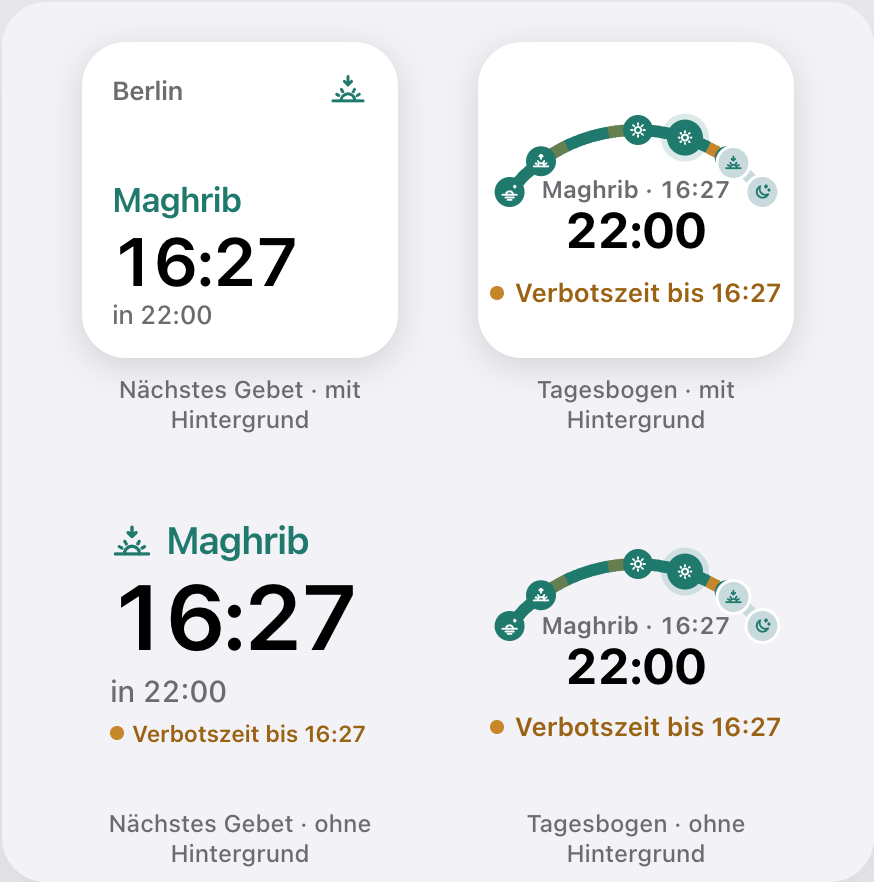 Berlin
Maghrib
16:27
in 22:00
Nächstes Gebet · mit
Hintergrund
Maghrib · 16:27
22:00
Verbotszeit bis 16:27
Tagesbogen · mit
Hintergrund
Maghrib
16:27
in 22:00
Verbotszeit bis 16:27
Nächstes Gebet · ohne
Hintergrund
Maghrib · 16:27
22:00
Verbotszeit bis 16:27
Tagesbogen · ohne
Hintergrund